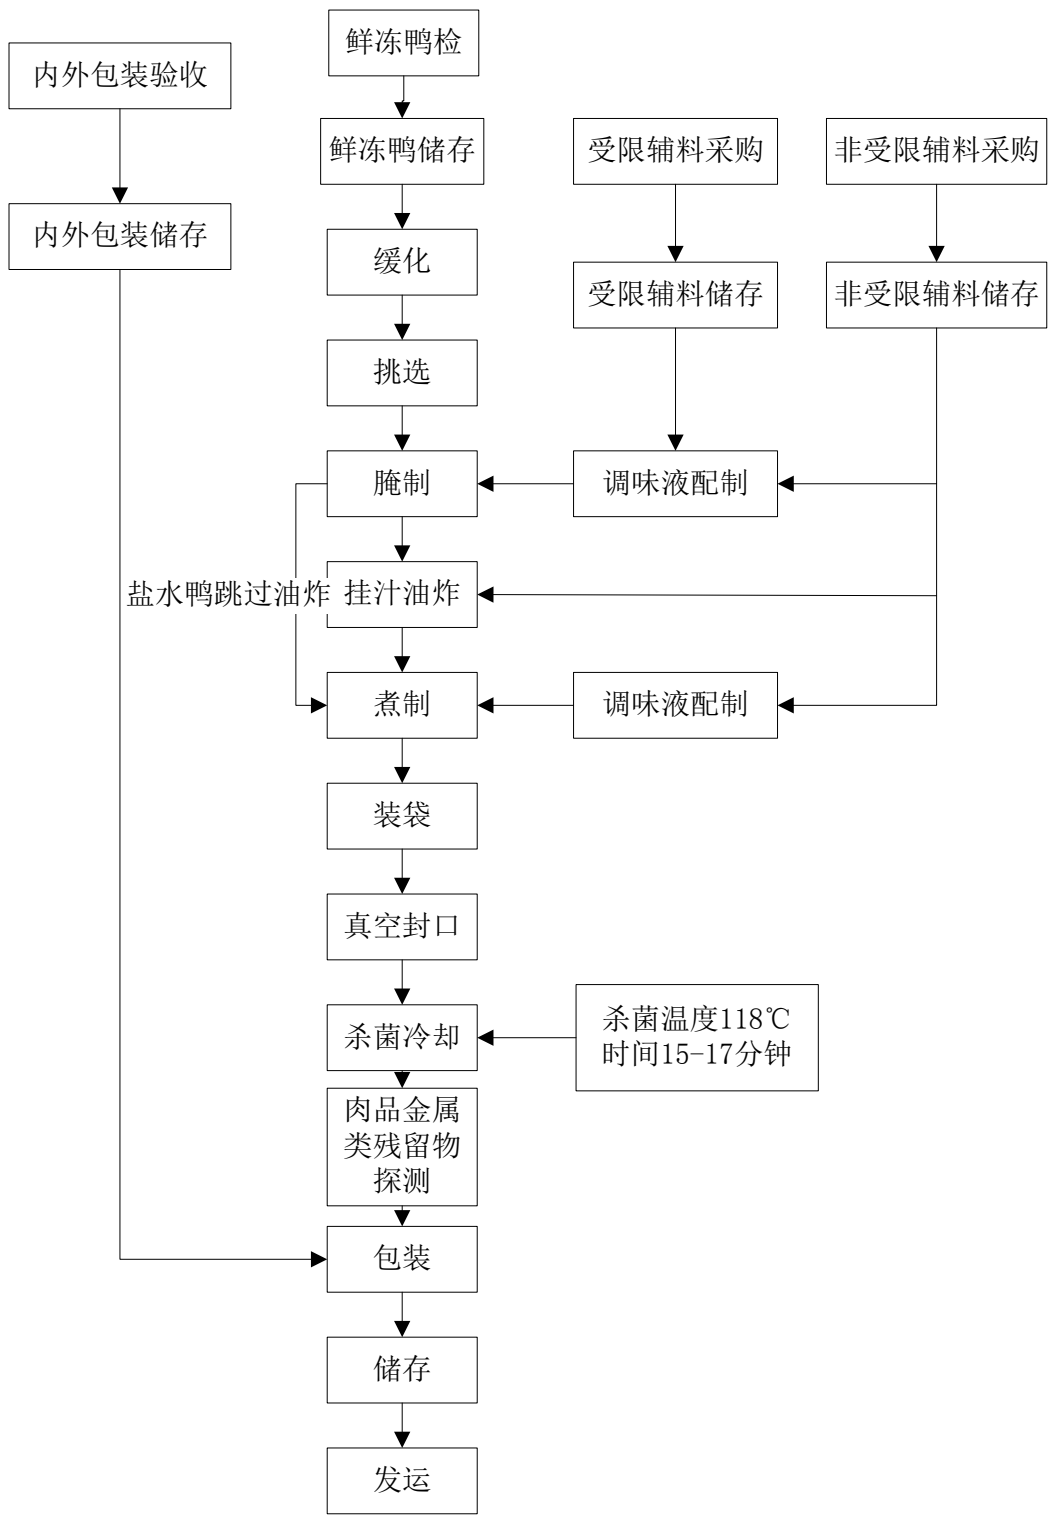 鲜冻鸭检
内外包装验收
鲜冻鸭储存
受限辅料采购
非受限辅料采购
内外包装储存
缓化
受限辅料储存
非受限辅料储存
挑选
腌制
调味液配制
盐水鸭跳过油炸
挂汁油炸
煮制
调味液配制
装袋
真空封口
杀菌冷却
杀菌温度118℃
时间15-17分钟
肉品金属
类残留物
探测
包装
储存
发运